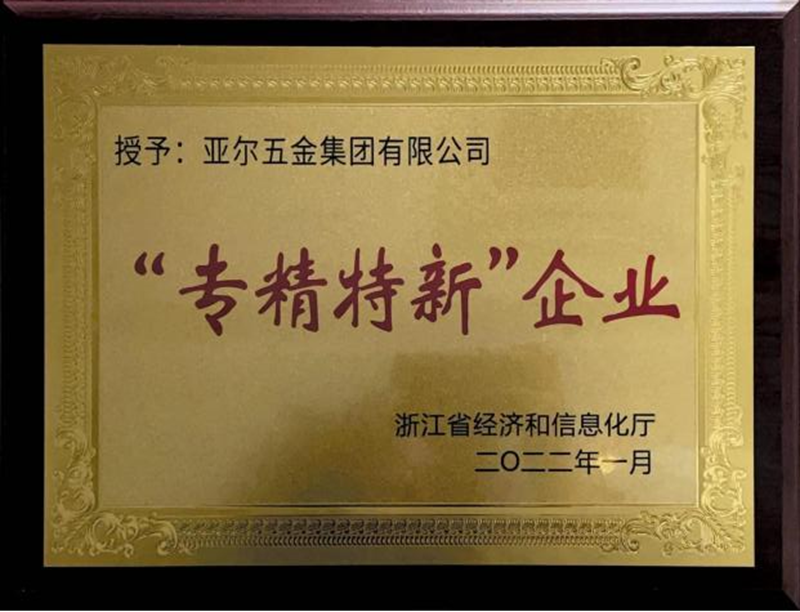 授予：亚尔五金集团有限公司
“专精特新”企业
浙江省经济和信息化厅
二〇二二年一月